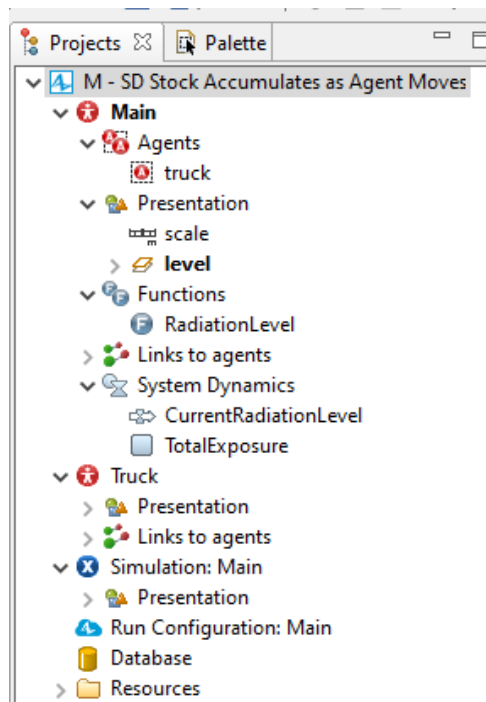 Projects Palette
M - SD Stock Accumulates as Agent Moves
Main
Agents
truck
Presentation
scale
level
Functions
RadiationLevel
Links to agents
System Dynamics
CurrentRadiationLevel
TotalExposure
Truck
Presentation
Links to agents
Simulation: Main
Presentation
Run Configuration: Main
Database
Resources